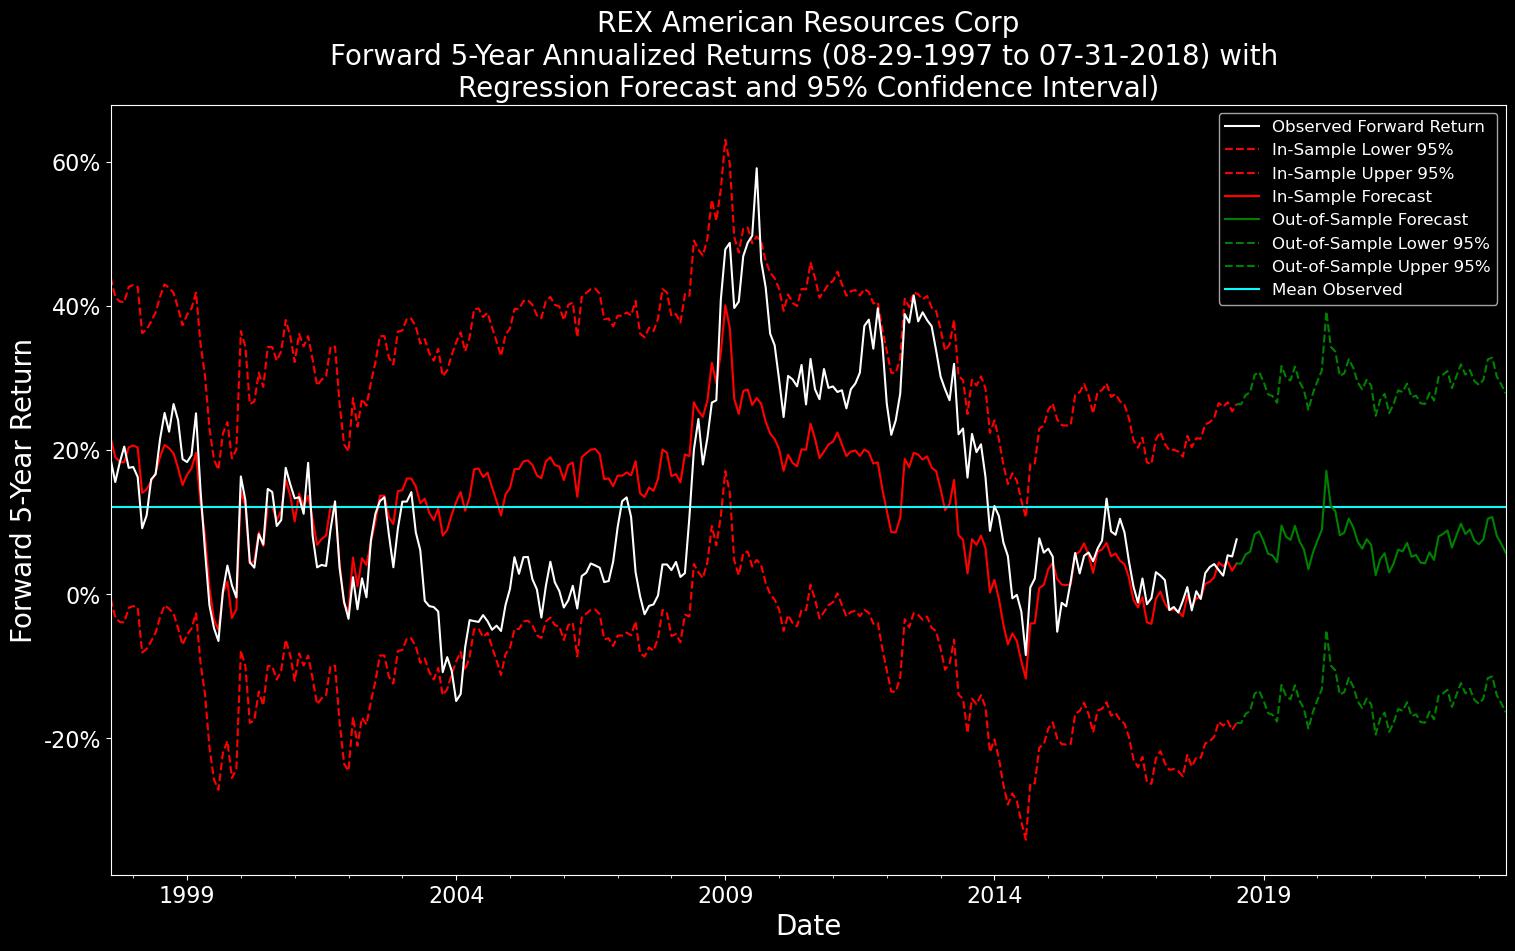 REX American Resources Corp
Forward 5-Year Annualized Returns (08-29-1997 to 07-31-2018) with
Regression Forecast and 95% Confidence Interval)
Observed Forward Return
In-Sample Lower 95%
In-Sample Upper 95%
In-Sample Forecast
Out-of-Sample Forecast
Out-of-Sample Lower 95%
Out-of-Sample Upper 95%
Mean Observed
Forward 5-Year Return
60%
40%
20%
0%
-20%
1999
2004
2009
2014
2019
Date